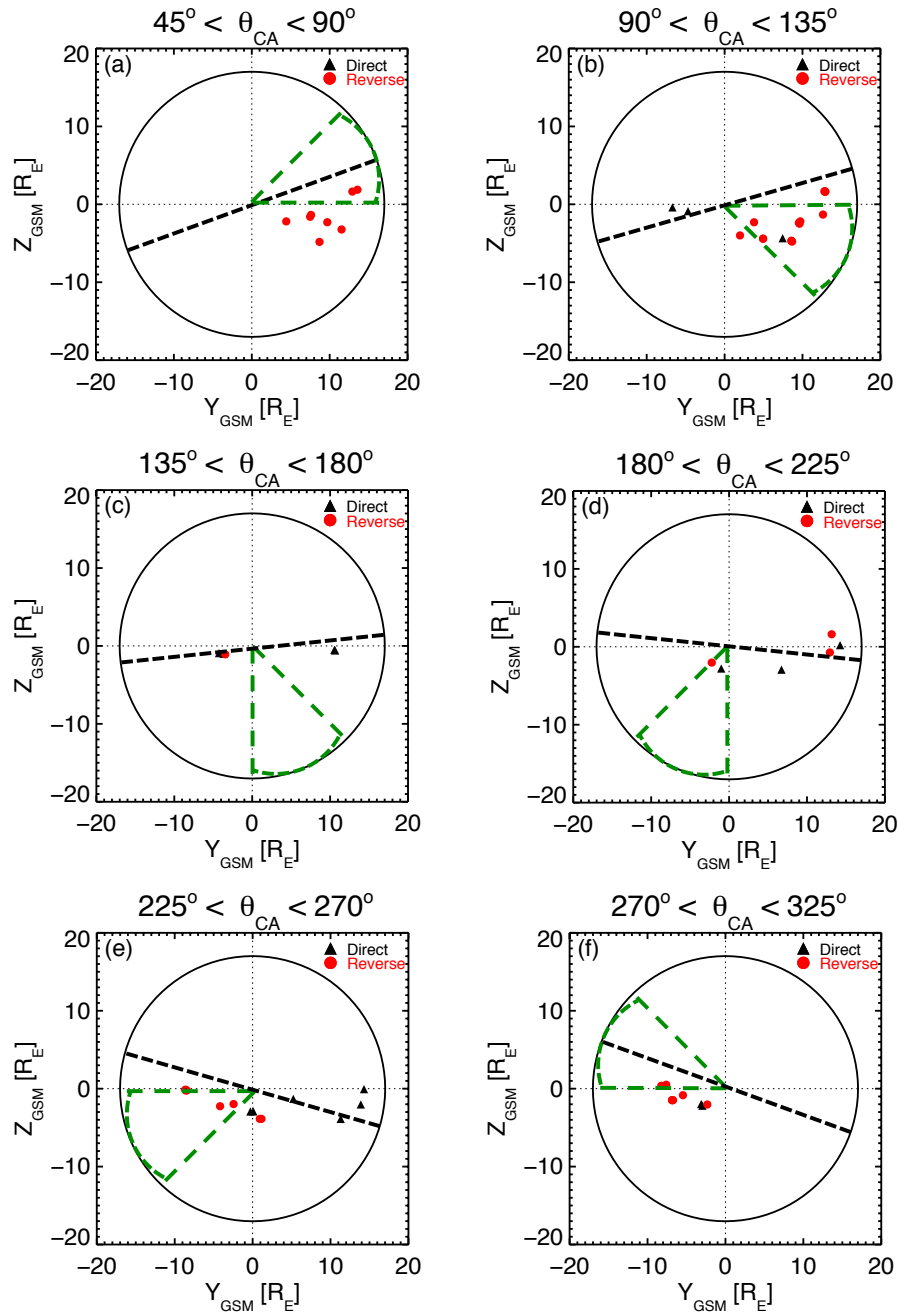 45° < θCA < 90°
(a)
Direct
Reverse
20
10
0
−10
−20
ZGSM [RE]
−20 −10 0 10 20
YGSM [RE]
90° < θCA < 135°
(b)
Direct
Reverse
20
10
0
−10
−20
ZGSM [RE]
−20 −10 0 10 20
YGSM [RE]
135° < θCA < 180°
(c)
Direct
Reverse
20
10
0
−10
−20
ZGSM [RE]
−20 −10 0 10 20
YGSM [RE]
180° < θCA < 225°
(d)
Direct
Reverse
20
10
0
−10
−20
ZGSM [RE]
−20 −10 0 10 20
YGSM [RE]
225° < θCA < 270°
(e)
Direct
Reverse
20
10
0
−10
−20
ZGSM [RE]
−20 −10 0 10 20
YGSM [RE]
270° < θCA < 325°
(f)
Direct
Reverse
20
10
0
−10
−20
ZGSM [RE]
−20 −10 0 10 20
YGSM [RE]